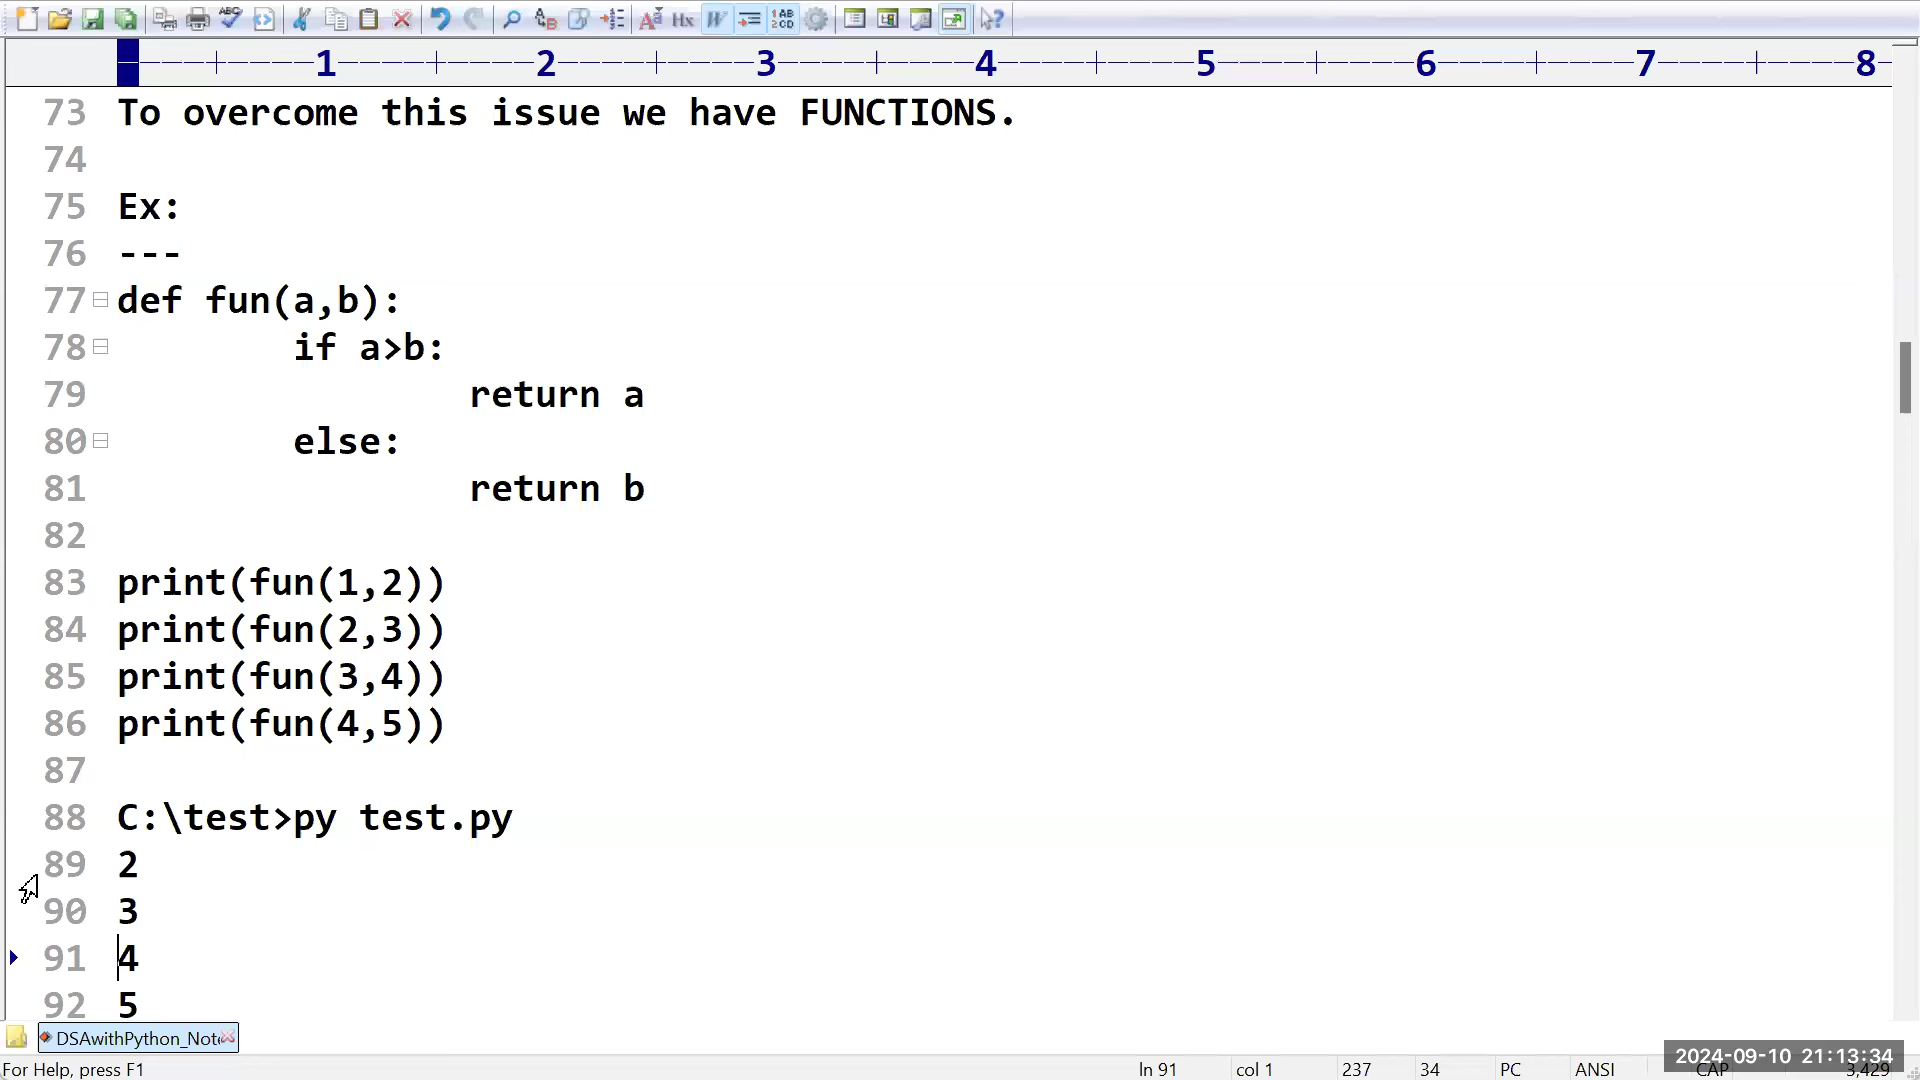 1 2 3 4 5 6 7 8
73 To overcome this issue we have FUNCTIONS.
74
75 Ex:
76 ---
77 def fun(a,b):
78         if a>b:
79                 return a
80         else:
81                 return b
82
83 print(fun(1,2))
84 print(fun(2,3))
85 print(fun(3,4))
86 print(fun(4,5))
87
88 C:\test>py test.py
89 2
90 3
91 4
92 5
DSAwithPython_Note
For Help, press F1 ln 91 col 1 237 34 PC ANSI CAP 3,429
2024-09-10 21:13:34